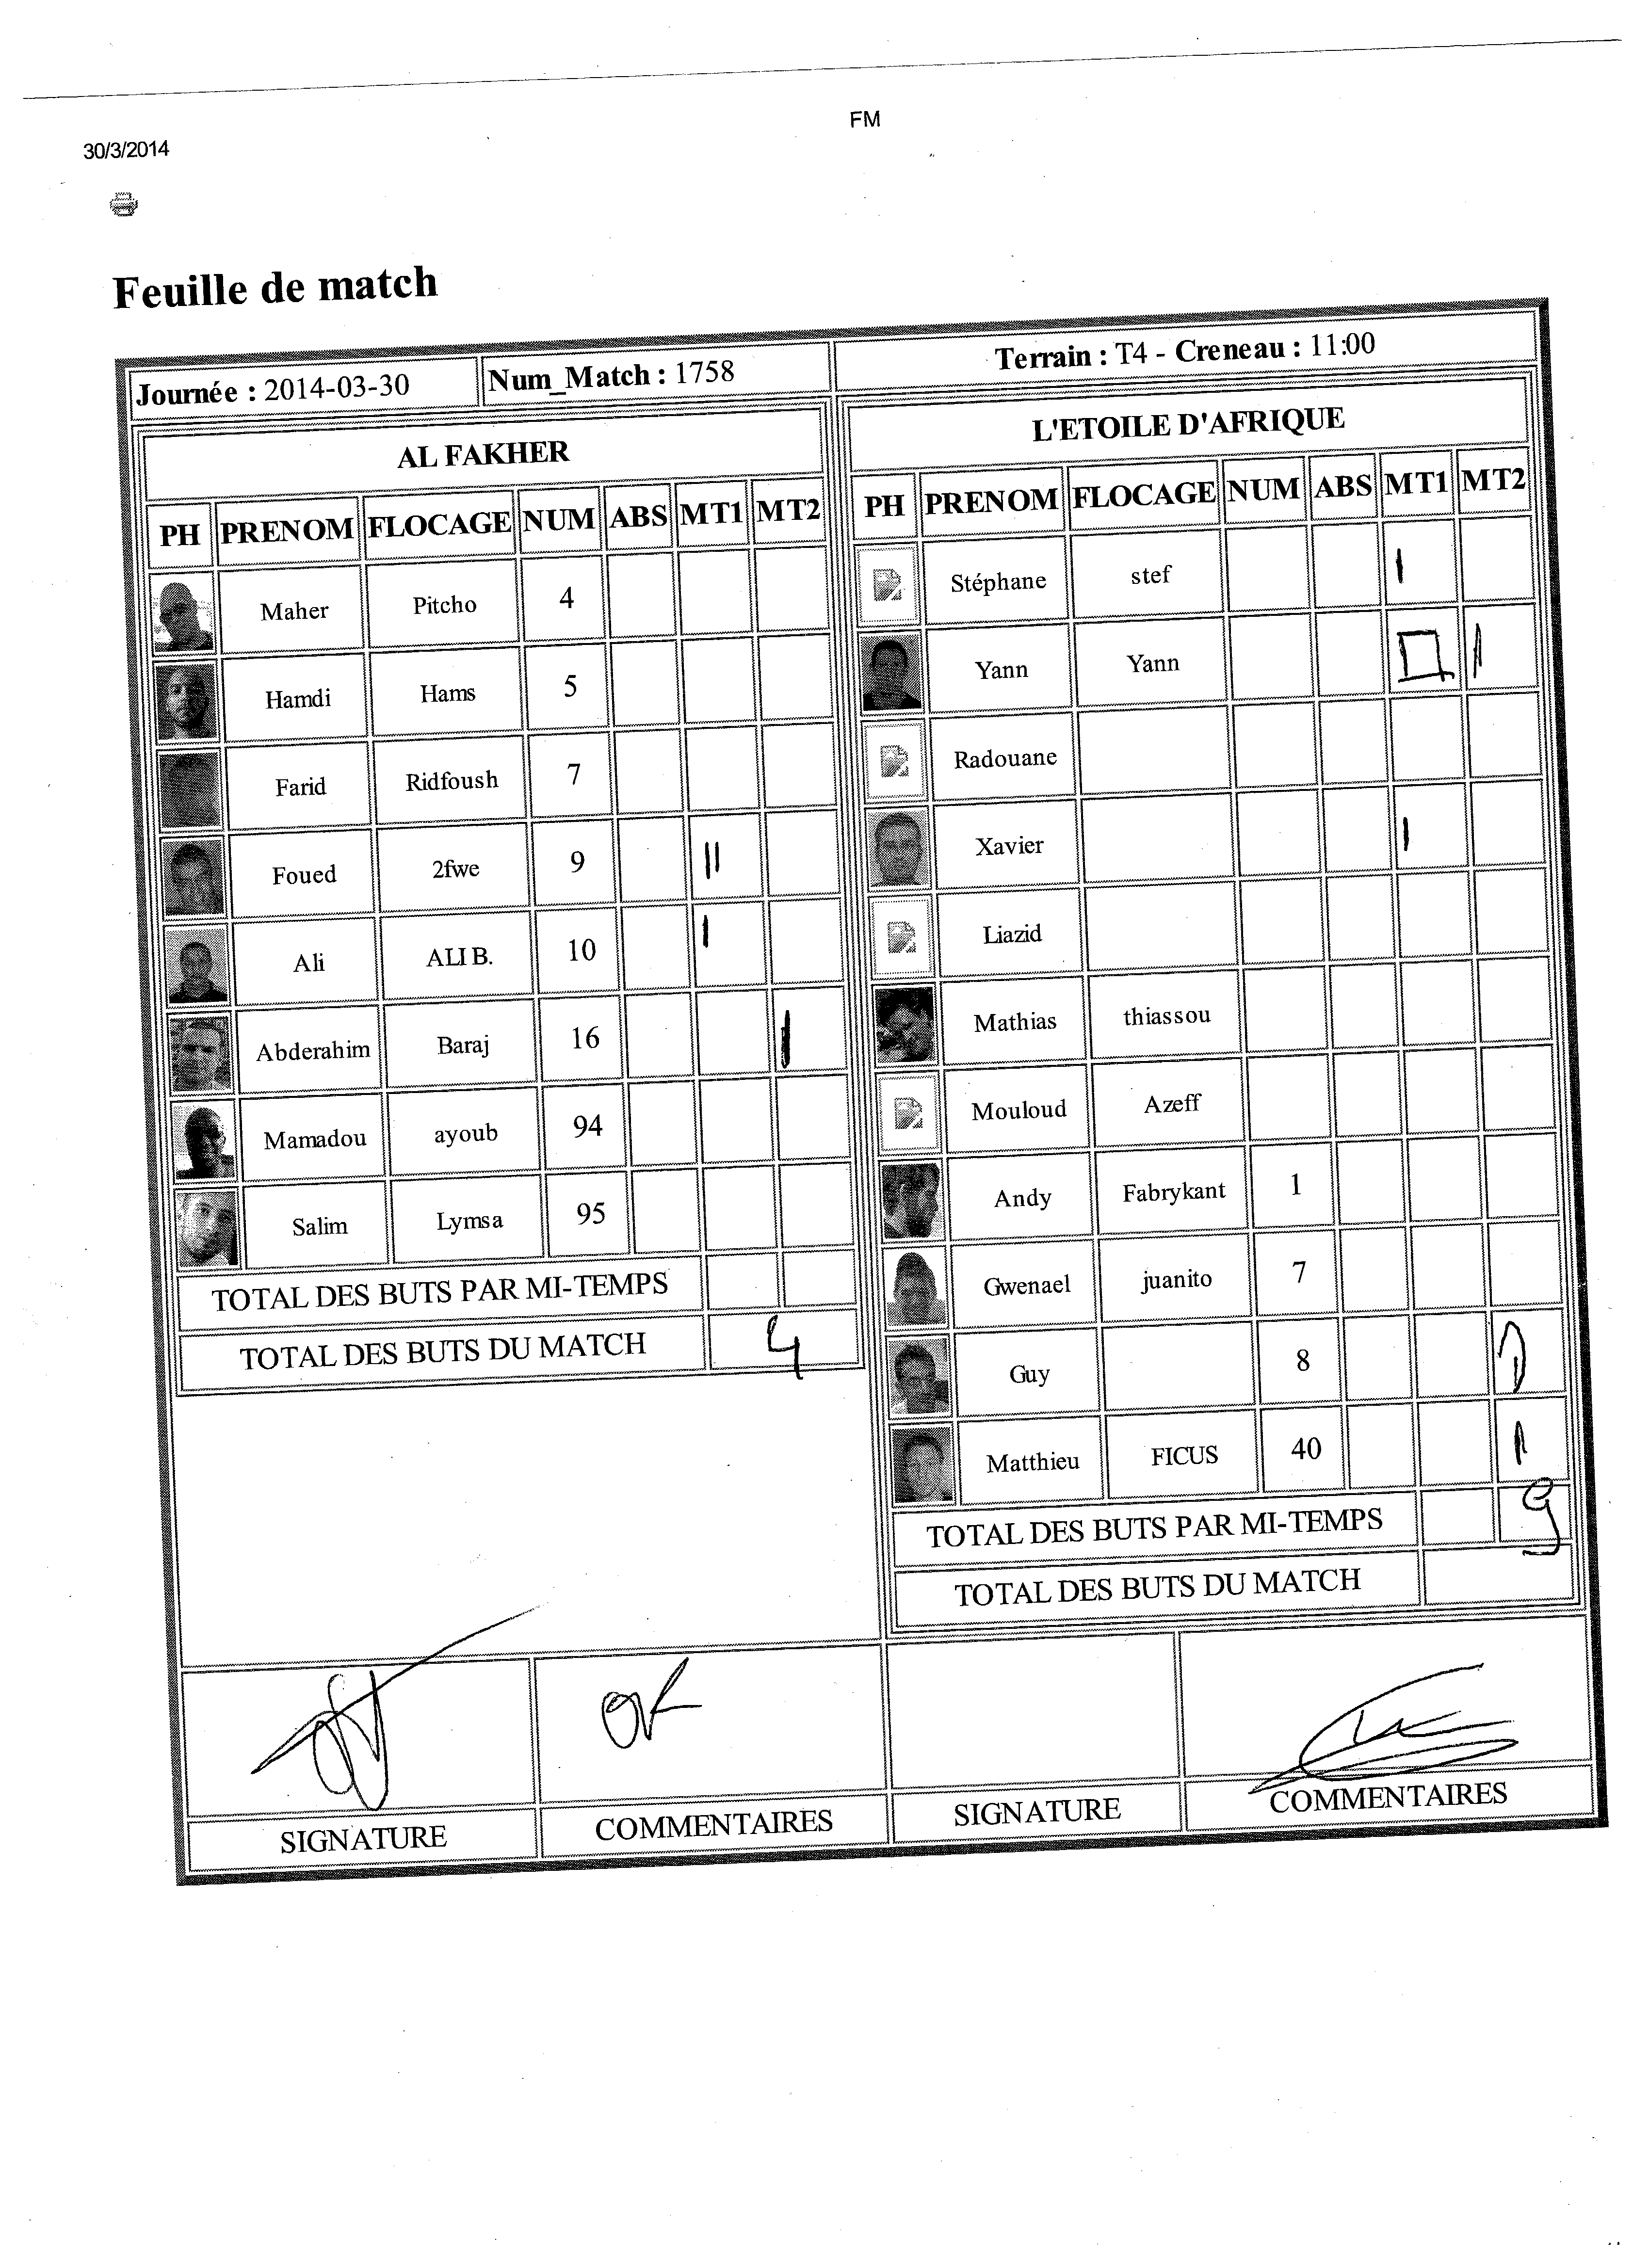 FM
30/3/2014
Feuille de match
Journée : 2014-03-30 Num_Match : 1758 Terrain : T4 - Creneau : 11:00
AL FAKHER
PH PRENOM FLOCAGE NUM ABS MT1 MT2
Maher Pitcho 4
Hamdi Hams 5
Farid Ridfoush 7
Foued 2fwe 9 ||
Ali ALI B. 10 |
Abderahim Baraj 16 |
Mamadou ayoub 94
Salim Lymsa 95
TOTAL DES BUTS PAR MI-TEMPS
TOTAL DES BUTS DU MATCH 4
L'ETOILE D'AFRIQUE
PH PRENOM FLOCAGE NUM ABS MT1 MT2
Stéphane stef |
Yann Yann |
Radouane
Xavier |
Liazid
Mathias thiassou
Mouloud Azeff
Andy Fabrykant 1
Gwenael juanito 7
Guy 8
Matthieu FICUS 40 |
TOTAL DES BUTS PAR MI-TEMPS 9
TOTAL DES BUTS DU MATCH
OK
SIGNATURE COMMENTAIRES SIGNATURE COMMENTAIRES